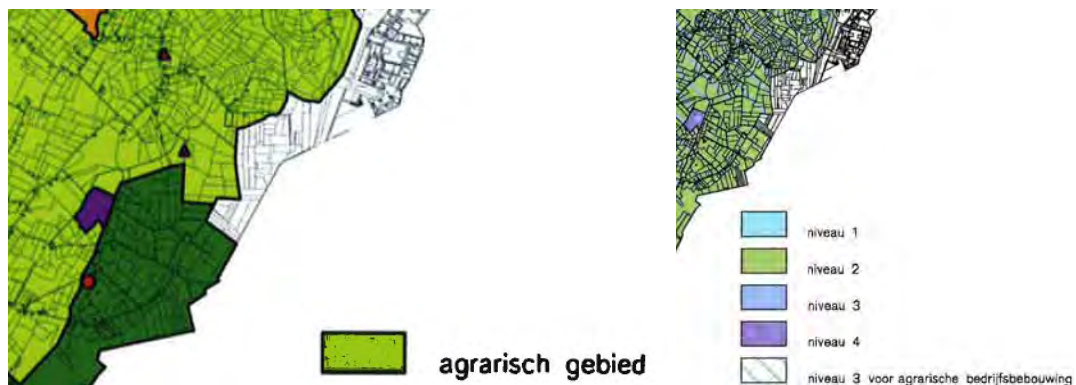 agrarisch gebied
niveau 1
niveau 2
niveau 3
niveau 4
niveau 3 voor agrarische bedrijfsbebouwing